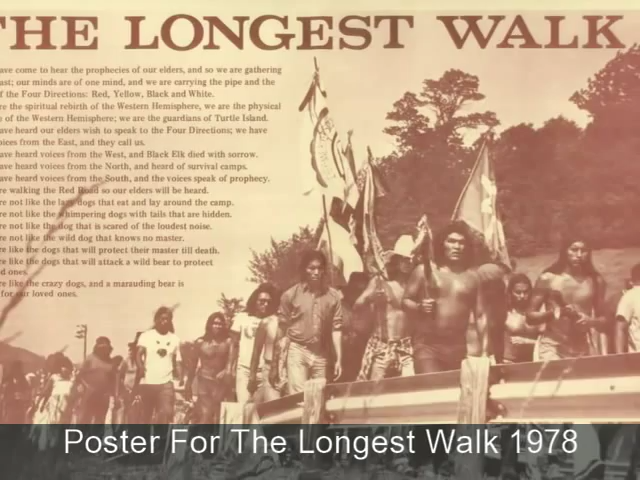 THE LONGEST WALK
ave come to hear the prophecies of our elders, and so we are gathering
ast; our minds are of one mind, and we are carrying the pipe and the
f the Four Directions: Red, Yellow, Black and White.
re the spiritual rebirth of the Western Hemisphere, we are the physical
of the Western Hemisphere; we are the guardians of Turtle Island.
ave heard our elders wish to speak to the Four Directions; we have
oices from the East, and they call us.
ave heard voices from the West, and Black Elk died with sorrow.
ave heard voices from the North, and heard of survival camps.
ave heard voices from the South, and the voices speak of prophecy.
re walking the Red Road so our elders will be heard.
re not like the lazy dogs that eat and lay around the camp.
re not like the whimpering dogs with tails that are hidden.
re not like the dog that is scared of the loudest noise.
re not like the wild dog that knows no master.
re like the dogs that will protect their master till death.
re like the dogs that will attack a wild bear to protect
d ones.
re like the crazy dogs, and a marauding bear is
for our loved ones.
Poster For The Longest Walk 1978